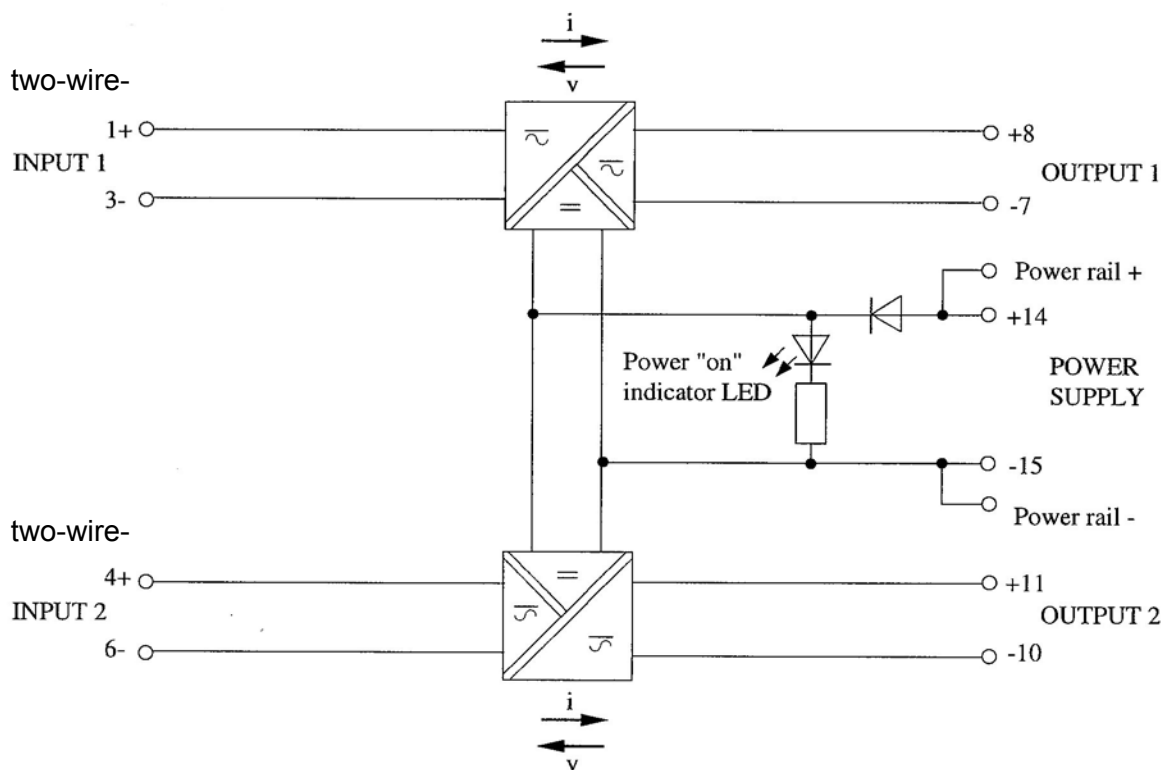 i
v
two-wire-
1+
INPUT 1
3-
+8
OUTPUT 1
-7
Power rail +
+14
Power "on"
indicator LED
POWER
SUPPLY
-15
Power rail -
two-wire-
4+
INPUT 2
6-
+11
OUTPUT 2
-10
i
v